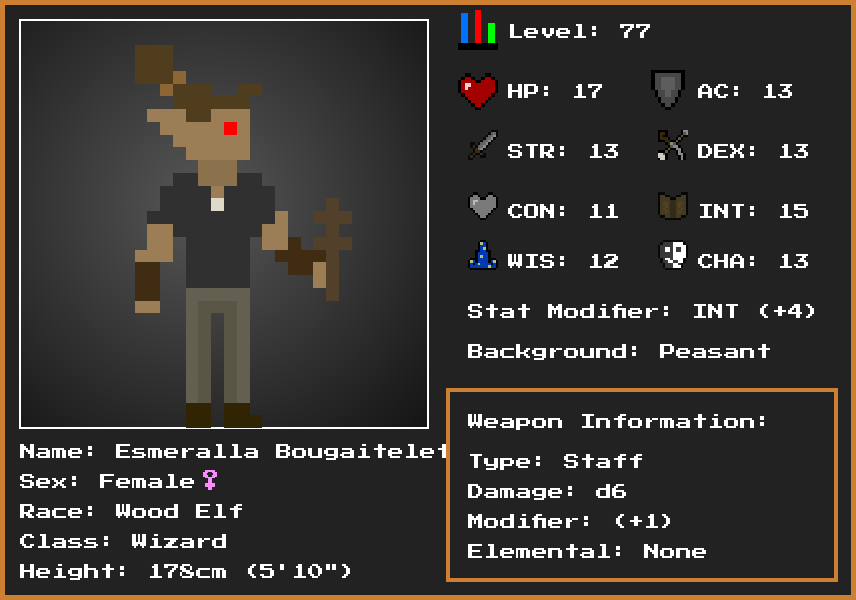 Level: 77
HP: 17
AC: 13
STR: 13
DEX: 13
CON: 11
INT: 15
WIS: 12
CHA: 13
Stat Modifier: INT (+4)
Background: Peasant
Name: Esmeralla Bougaitelet
Sex: Female♀
Race: Wood Elf
Class: Wizard
Height: 178cm (5'10")
Weapon Information:
Type: Staff
Damage: d6
Modifier: (+1)
Elemental: None